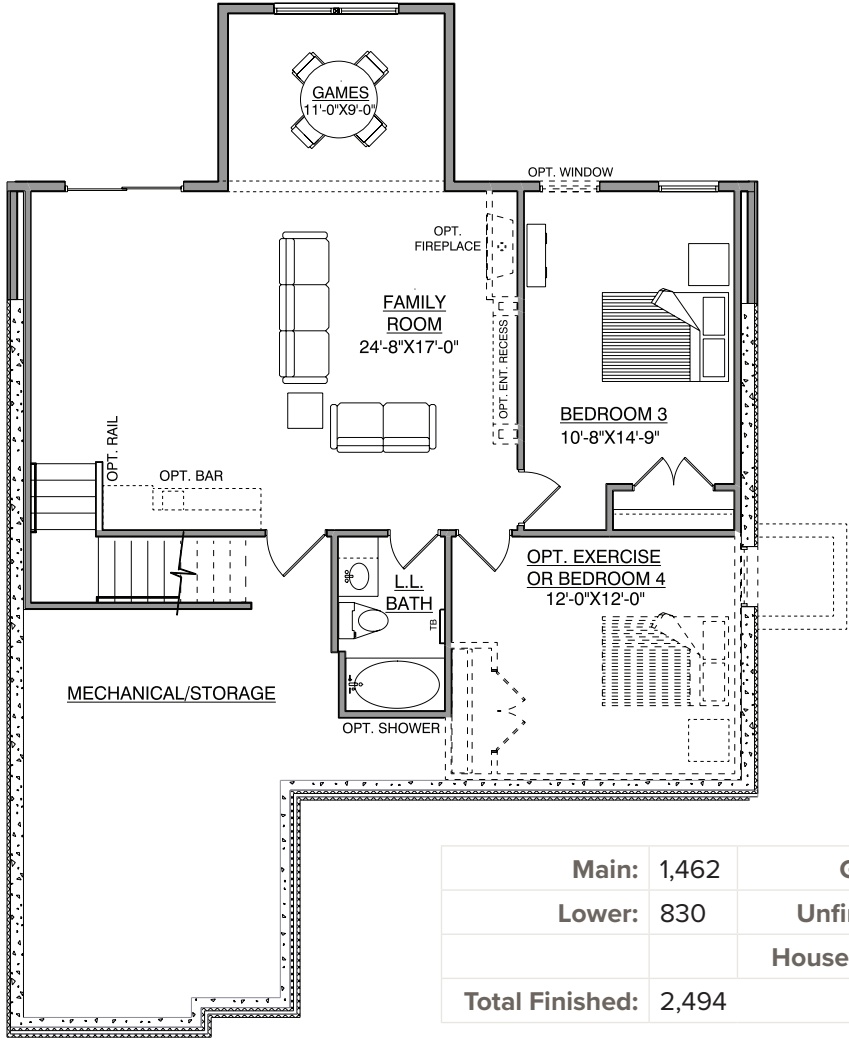 GAMES
11'-0"X9'-0"
OPT. WINDOW
OPT.
FIREPLACE
FAMILY
ROOM
24'-8"X17'-0"
OPT. ENT. RECESS
BEDROOM 3
10'-8"X14'-9"
OPT. RAIL
OPT. BAR
L.L.
BATH
TB
OPT. EXERCISE
OR BEDROOM 4
12'-0"X12'-0"
MECHANICAL/STORAGE
OPT. SHOWER
Main: 1,462
Lower: 830 Unfi
House
Total Finished: 2,494